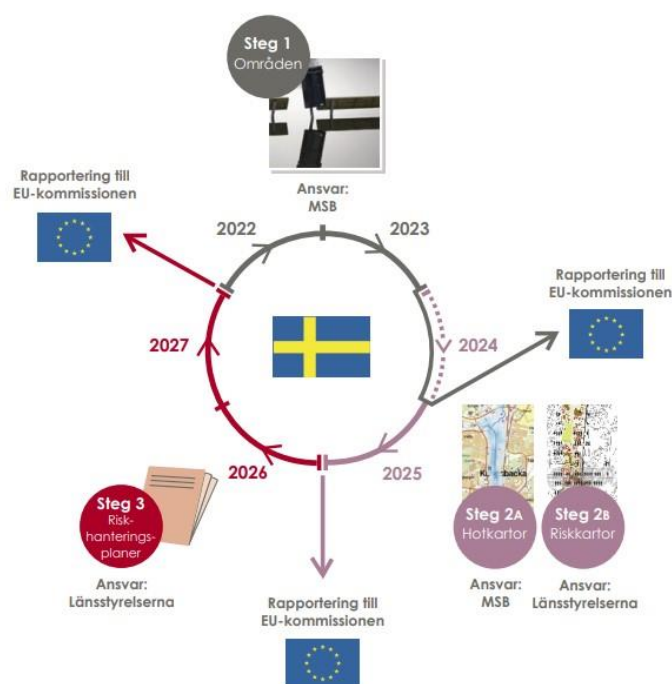 Steg 1
Områden
Ansvar:
MSB
Rapportering till
EU-kommissionen
2022
2023
Rapportering till
EU-kommissionen
2027
2024
2026
2025
Steg 3
Risk-
hanterings-
planer
Ansvar:
Länsstyrelserna
Steg 2A
Hotkartor
Ansvar:
MSB
Steg 2B
Riskkartor
Ansvar:
Länsstyrelserna
Rapportering till
EU-kommissionen